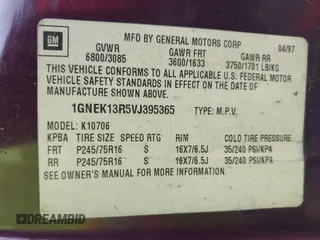 GM
MFD BY GENERAL MOTORS CORP 04/97
GVWR GAWR FRT GAWR RR
6800/3085 3600/1633 3750/1701 LB/KG
THIS VEHICLE CONFORMS TO ALL APPLICABLE U.S. FEDERAL MOTOR
VEHICLE SAFETY AND THEFT PREVENTION STANDARDS IN EFFECT ON THE DATE OF
MANUFACTURE SHOWN ABOVE.
1GNEK13R5VJ395365 TYPE: M.P.V.
MODEL: K10706
KPBA TIRE SIZE SPEED RTG RIM COLD TIRE PRESSURE
FRT P245/75R16 S 16X7/6.5J 35/240 PSI/KPA
RR P245/75R16 S 16X7/6.5J 35/240 PSI/KPA
SEE OWNER'S MANUAL FOR MORE INFORMATION
DIARBMD